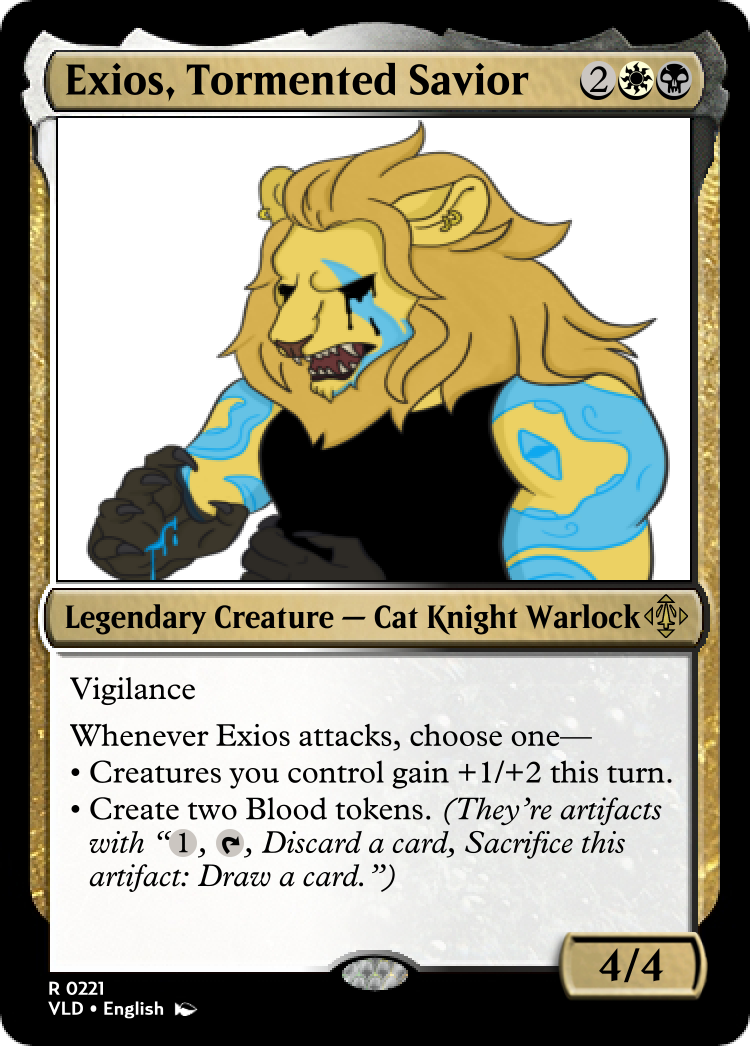 Exios, Tormented Savior 2
Legendary Creature — Cat Knight Warlock
Vigilance
Whenever Exios attacks, choose one—
• Creatures you control gain +1/+2 this turn.
• Create two Blood tokens. (They’re artifacts
with “1, , Discard a card, Sacrifice this
artifact: Draw a card.”)
4/4
R 0221
VLD • English